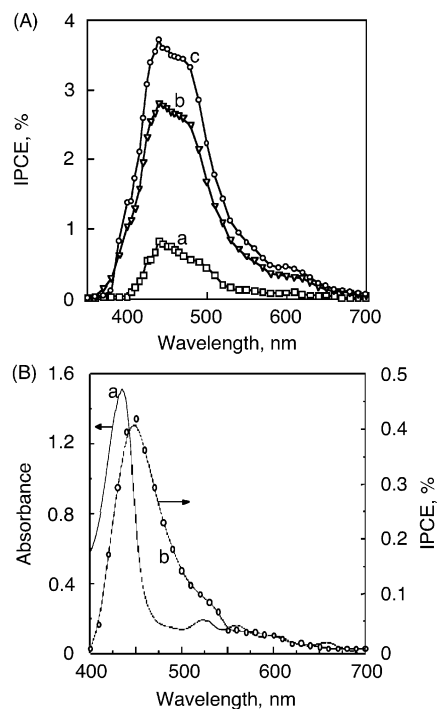 (A)
4
3
2
1
0
IPCE, %
c
b
a
400 500 600 700
Wavelength, nm
(B)
1.6
1.2
0.8
0.4
0
Absorbance
a
b
0.5
0.4
0.3
0.2
0.1
0
IPCE, %
400 500 600 700
Wavelength, nm